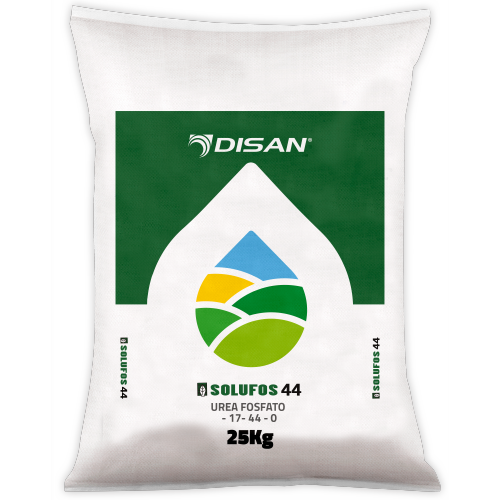 DISAN®
SOLUFOS 44
UREA FOSFATO
- 17- 44 - 0
25Kg
SOLUFOS 44
SOLUFOS 44